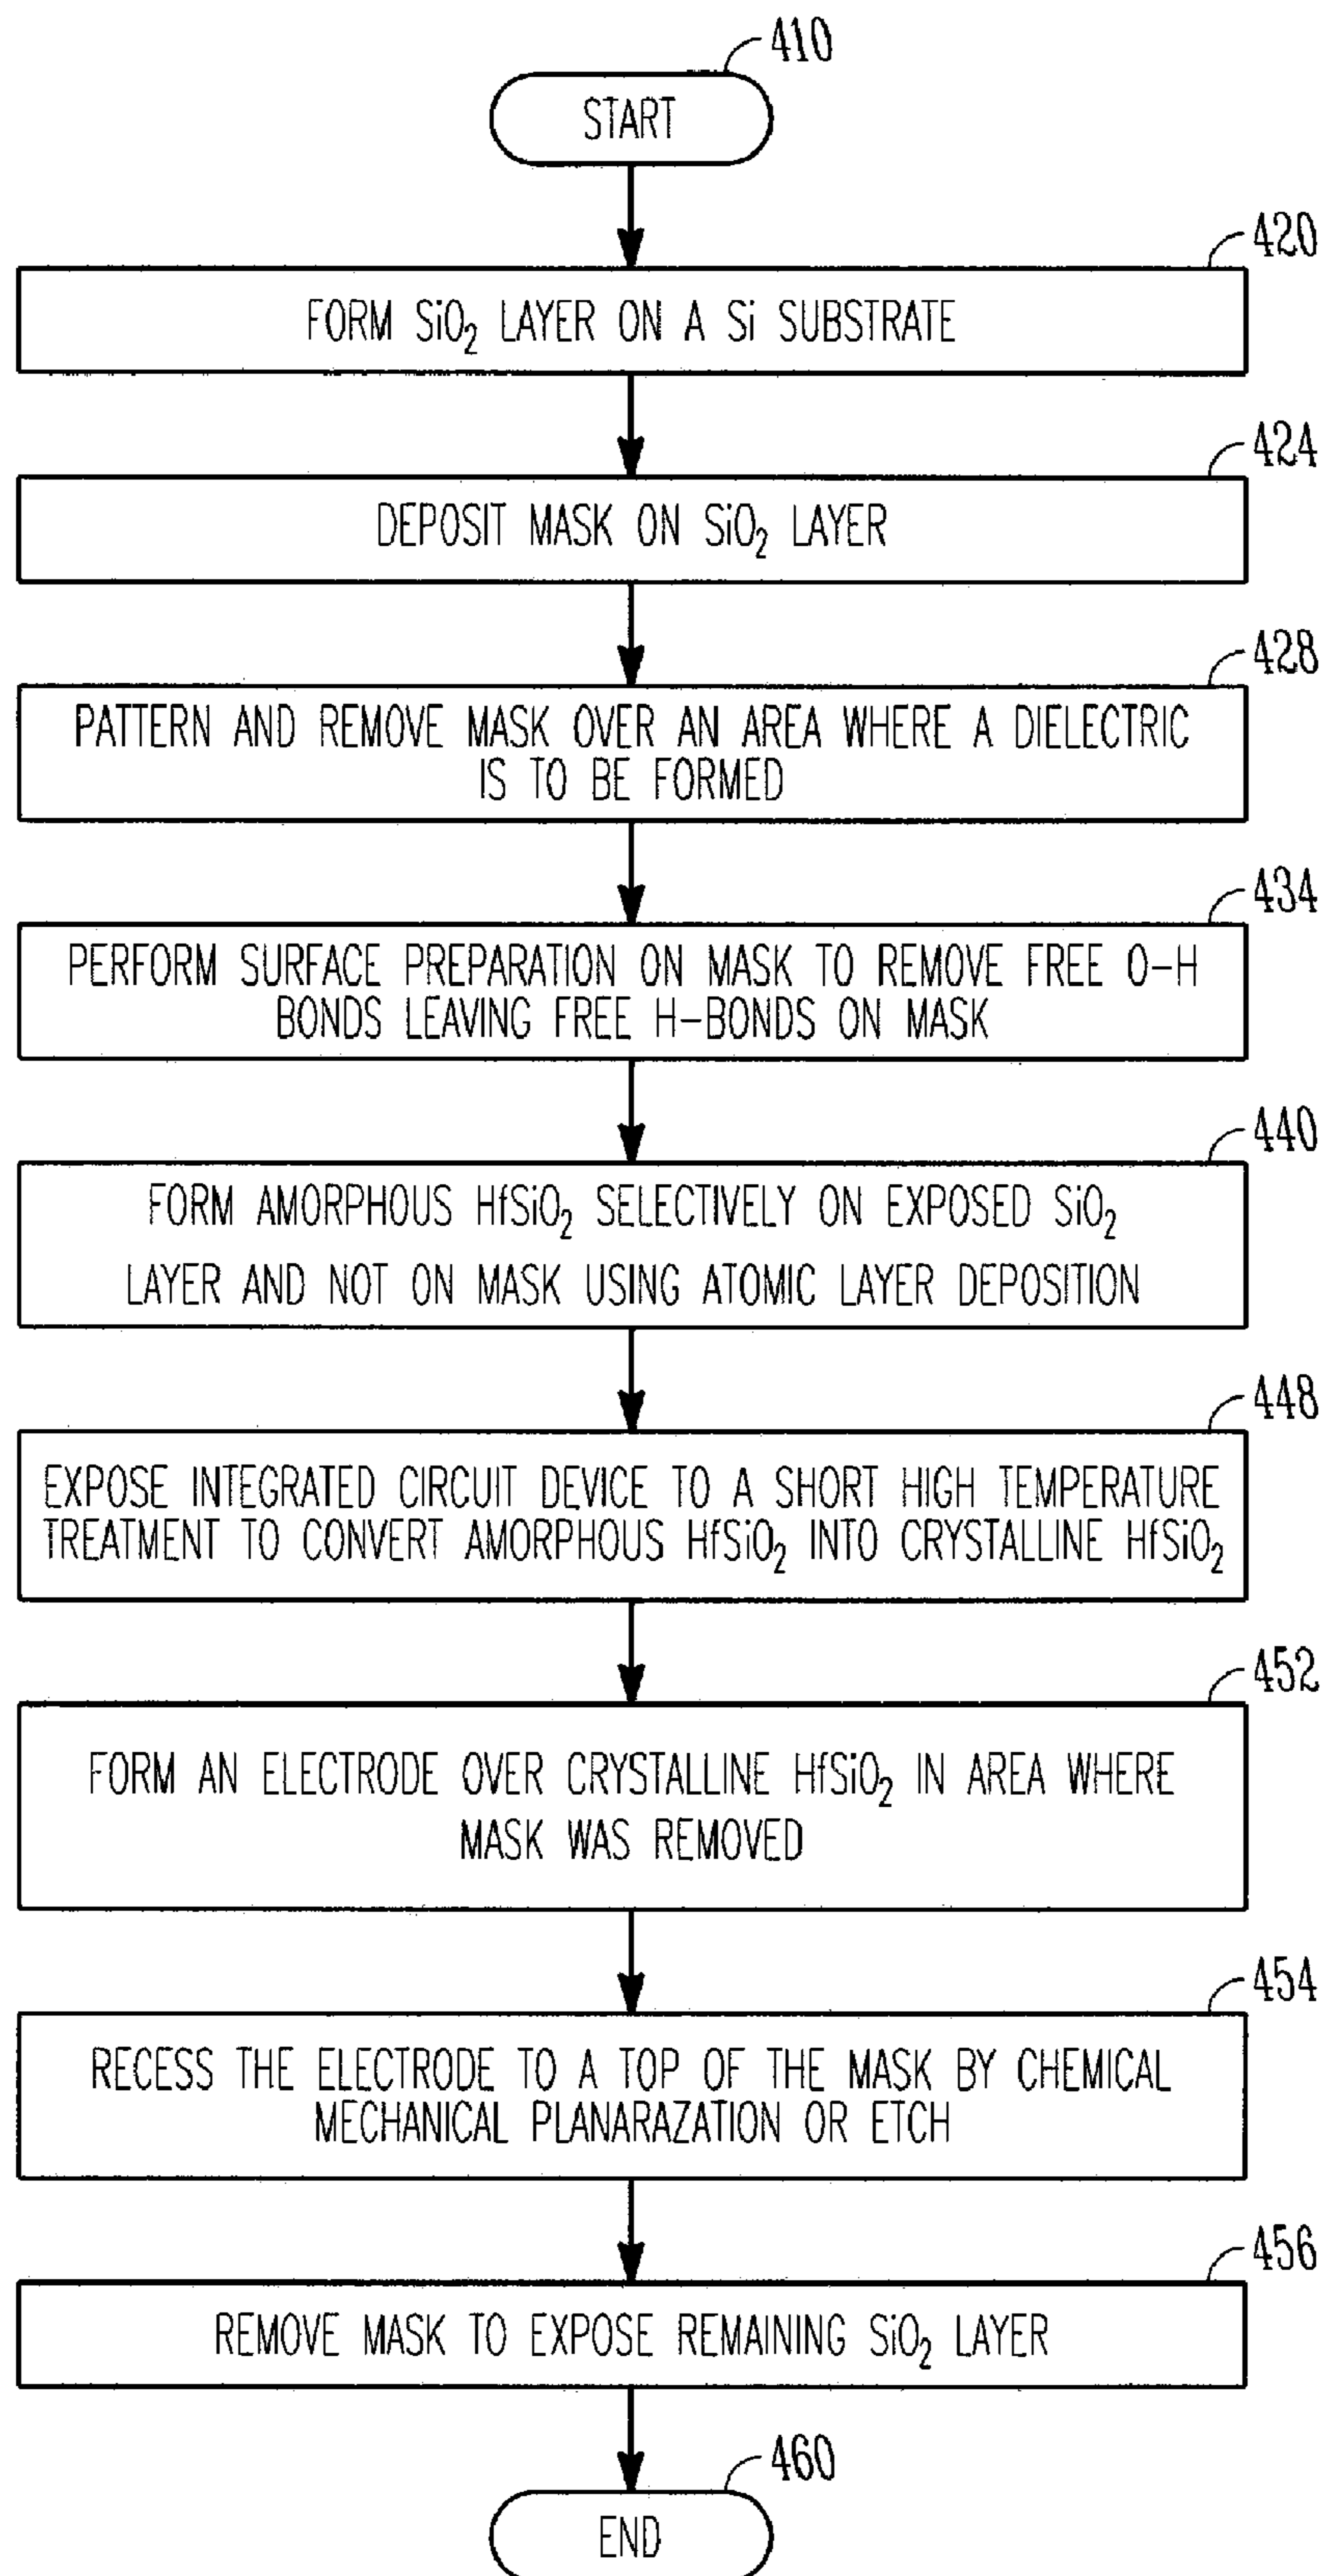 410
START
420
FORM SiO₂ LAYER ON A Si SUBSTRATE
424
DEPOSIT MASK ON SiO₂ LAYER
428
PATTERN AND REMOVE MASK OVER AN AREA WHERE A DIELECTRIC
IS TO BE FORMED
434
PERFORM SURFACE PREPARATION ON MASK TO REMOVE FREE O-H
BONDS LEAVING FREE H-BONDS ON MASK
440
FORM AMORPHOUS HfSiO₂ SELECTIVELY ON EXPOSED SiO₂
LAYER AND NOT ON MASK USING ATOMIC LAYER DEPOSITION
448
EXPOSE INTEGRATED CIRCUIT DEVICE TO A SHORT HIGH TEMPERATURE
TREATMENT TO CONVERT AMORPHOUS HfSiO₂ INTO CRYSTALLINE HfSiO₂
452
FORM AN ELECTRODE OVER CRYSTALLINE HfSiO₂ IN AREA WHERE
MASK WAS REMOVED
454
RECESS THE ELECTRODE TO A TOP OF THE MASK BY CHEMICAL
MECHANICAL PLANARAZATION OR ETCH
456
REMOVE MASK TO EXPOSE REMAINING SiO₂ LAYER
460
END